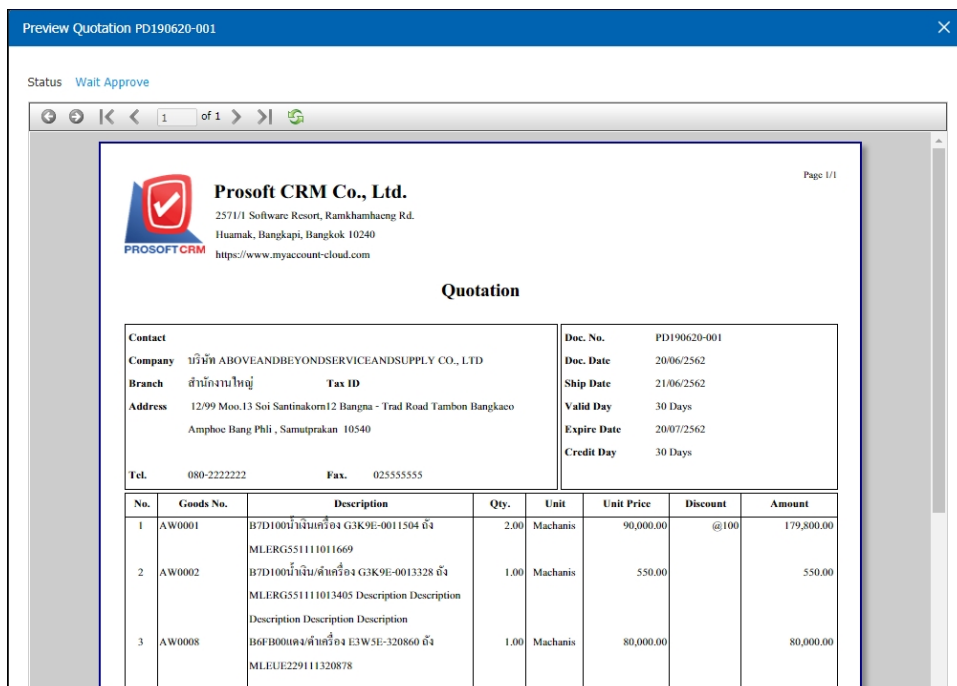 Preview Quotation PD190620-001
Status Wait Approve
1 of 1
Page 1/1
PROSOFT CRM
Prosoft CRM Co., Ltd.
2571/1 Software Resort, Ramkhamhaeng Rd.
Huamak, Bangkapi, Bangkok 10240
https://www.myaccount-cloud.com
Quotation
Contact
Company บริษัท ABOVEANDBEYONDSERVICEANDSUPPLY CO., LTD
Branch สำนักงานใหญ่ Tax ID
Address 12/99 Moo.13 Soi Santinakorn12 Bangna - Trad Road Tambon Bangkaeo
Amphoe Bang Phli , Samutprakan 10540
Tel. 080-2222222 Fax. 025555555
Doc. No. PD190620-001
Doc. Date 20/06/2562
Ship Date 21/06/2562
Valid Day 30 Days
Expire Date 20/07/2562
Credit Day 30 Days
No. Goods No. Description Qty. Unit Unit Price Discount Amount
1 AW0001 B7D100น้ำเงินเครื่อง G3K9E-0011504 ถัง 2.00 Machanis 90,000.00 @100 179,800.00
MLERG551111011669
2 AW0002 B7D100น้ำเงิน/ดำเครื่อง G3K9E-0013328 ถัง 1.00 Machanis 550.00 550.00
MLERG551111013405 Description Description
Description Description Description
3 AW0008 B6FB00แดง/ดำเครื่อง E3W5E-320860 ถัง 1.00 Machanis 80,000.00 80,000.00
MLEUE229111320878